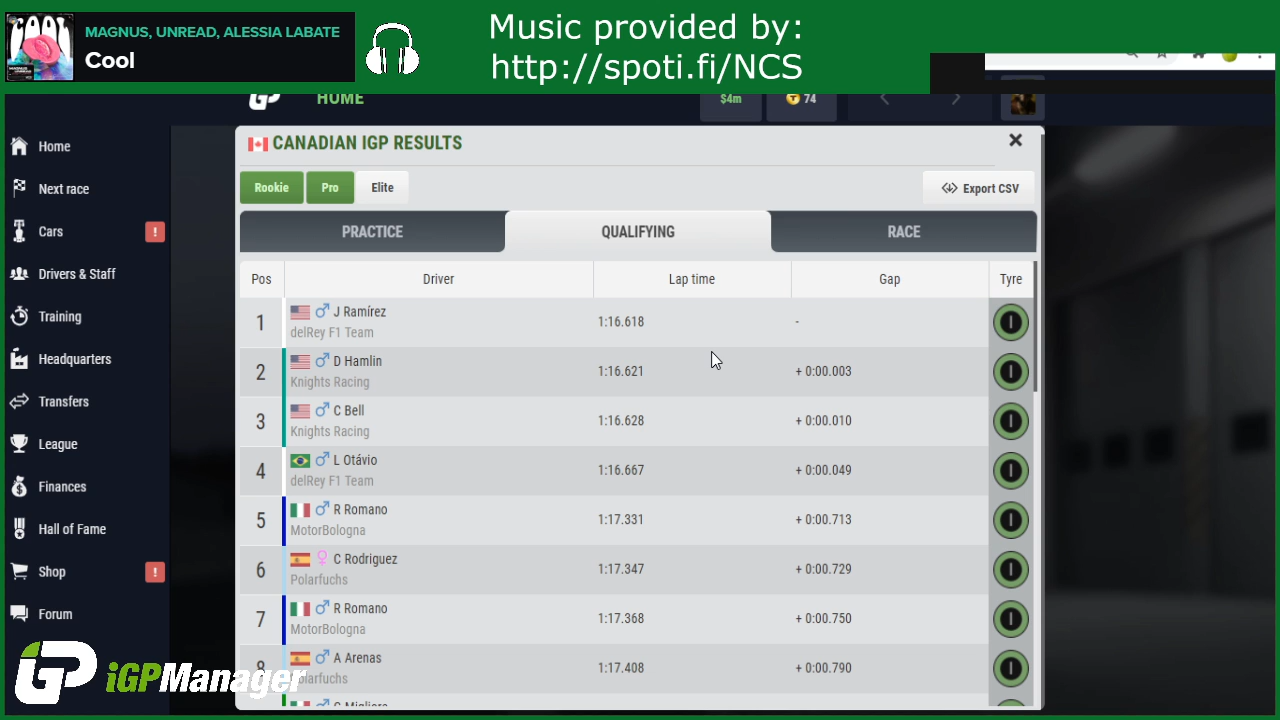 MAGNUS, UNREAD, ALESSIA LABATE
Cool
Music provided by:
http://spoti.fi/NCS
HOME
$4m
74
CANADIAN IGP RESULTS
Rookie
Pro
Elite
Export CSV
PRACTICE
QUALIFYING
RACE
Pos
Driver
Lap time
Gap
Tyre
1
J Ramírez
delRey F1 Team
1:16.618
-
I
2
D Hamlin
Knights Racing
1:16.621
+ 0:00.003
I
3
C Bell
Knights Racing
1:16.628
+ 0:00.010
I
4
L Otávio
delRey F1 Team
1:16.667
+ 0:00.049
I
5
R Romano
MotorBologna
1:17.331
+ 0:00.713
I
6
C Rodriguez
Polarfuchs
1:17.347
+ 0:00.729
I
7
R Romano
MotorBologna
1:17.368
+ 0:00.750
I
8
A Arenas
olarfuchs
1:17.408
+ 0:00.790
I
Home
Next race
Cars
!
Drivers & Staff
Training
Headquarters
Transfers
League
Finances
Hall of Fame
Shop
!
Forum
iGPManager